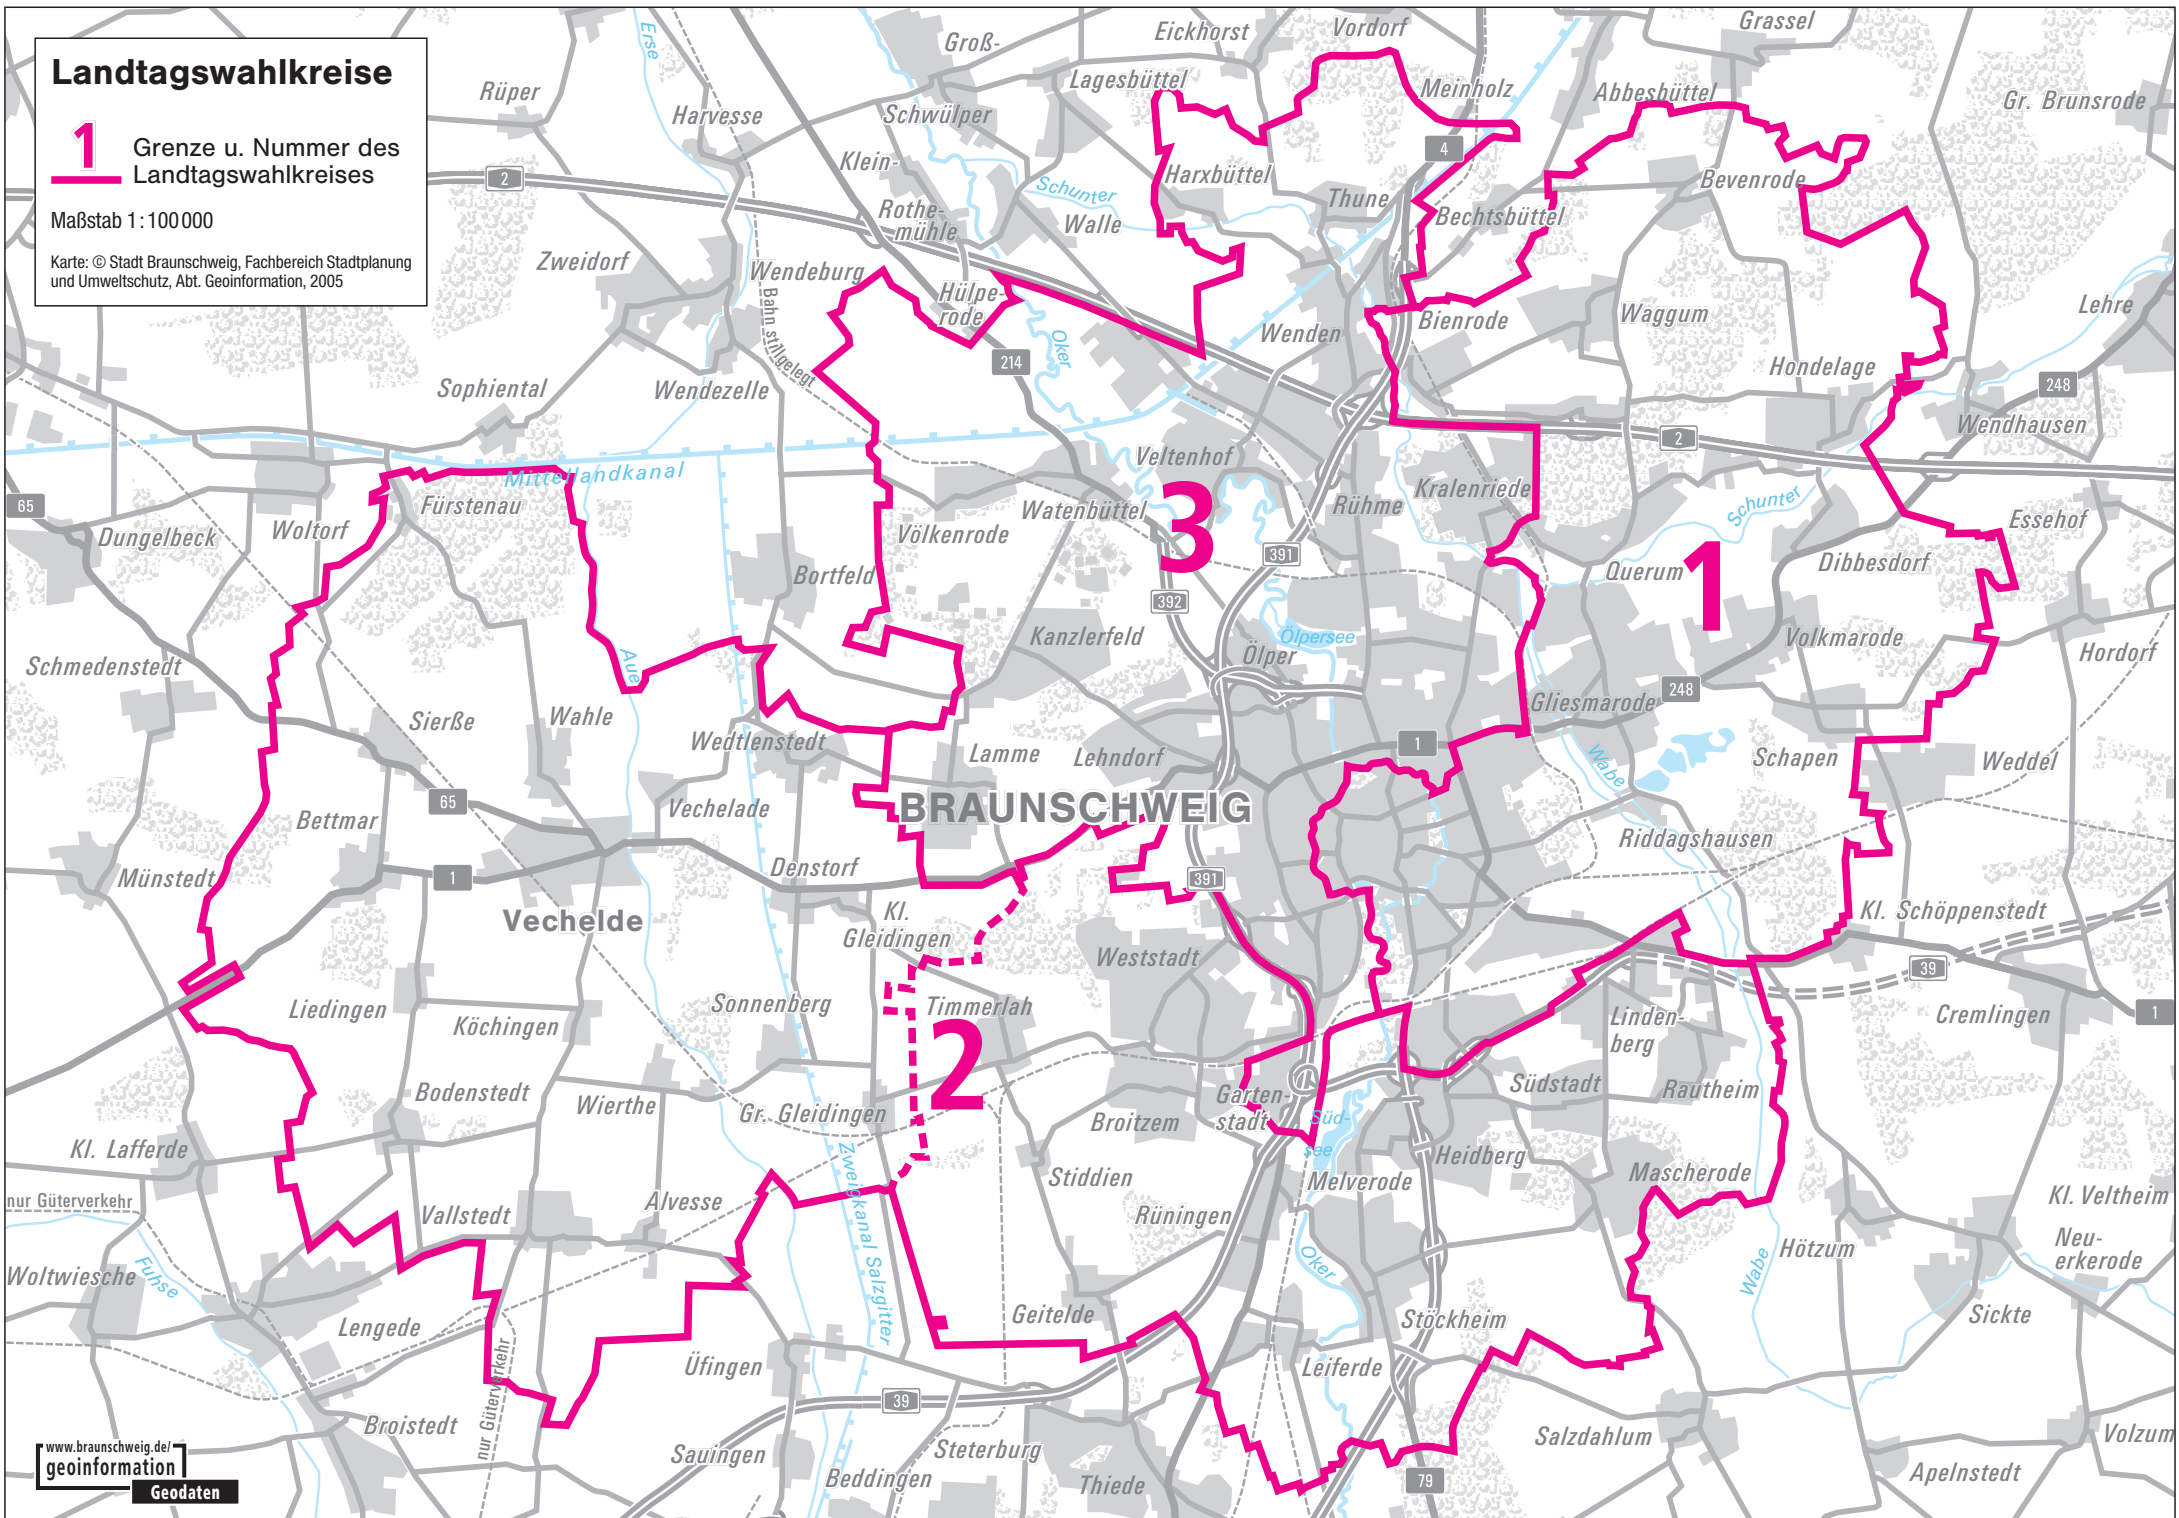 Landtagswahlkreise
1
Grenze u. Nummer des
Landtagswahlkreises
Maßstab 1:100 000
Karte: © Stadt Braunschweig, Fachbereich Stadtplanung
und Umweltschutz, Abt. Geoinformation, 2005
Erse
Groß-
Schwülper
Eickhorst
Vordorf
Grassel
Rüper
Harvesse
Lagesbüttel
Meinholz
Abbesbüttel
Gr. Brunsrode
Klein-
4
2
Schunter
Harxbüttel
Thune
Bevenrode
Rothe-
mühle
Walle
Bechtsbüttel
Zweidorf
Wendeburg
Bahn stillgelegt
Hülpe-
rode
Oker
Wenden
Bienrode
Waggum
Lehre
214
Sophiental
Wendezelle
Hondelage
248
Wendhausen
2
Mittellandkanal
Veltenhof
65
Fürstenau
Woltorf
Dungelbeck
Völkenrode
Watenbüttel
3
Rühme
Kralenriede
Schunter
Essehof
391
Bortfeld
Querum
1
Dibbesdorf
392
Kanzlerfeld
Ölpersee
Ölper
Volkmarode
Hordorf
Schmedenstedt
Aue
248
Gliesmarode
Sierße
Wahle
Wedtlenstedt
Lamme
Lehndorf
1
Wabe
Schapen
Weddel
65
Bettmar
Vechelade
BRAUNSCHWEIG
Riddagshausen
Münstedt
1
Denstorf
391
Vechelde
Kl.
Gleidingen
Kl. Schöppenstedt
Weststadt
39
Liedingen
Köchingen
Sonnenberg
Timmerlah
2
Linden-
berg
Cremlingen
1
Bodenstedt
Wierthe
Gr. Gleidingen
Broitzem
Garten-
stadt
Süd-
see
Südstadt
Rautheim
Kl. Lafferde
Zweigkanal Salzgitter
Stiddien
Melverode
Heidberg
Mascherode
nur Güterverkehr
Vallstedt
Alvesse
Rüningen
Kl. Veltheim
Woltwiesche
Fuhse
Oker
Wabe
Hötzum
Neu-
erkerode
Lengede
Geitelde
Stöckheim
Sickte
nur Güterverkehr
Üfingen
Leiferde
39
Broistedt
Sauingen
Steterburg
Beddingen
Thiede
79
Salzdahlum
Volzum
Apelnstedt
www.braunschweig.de/
geoinformation
Geodaten